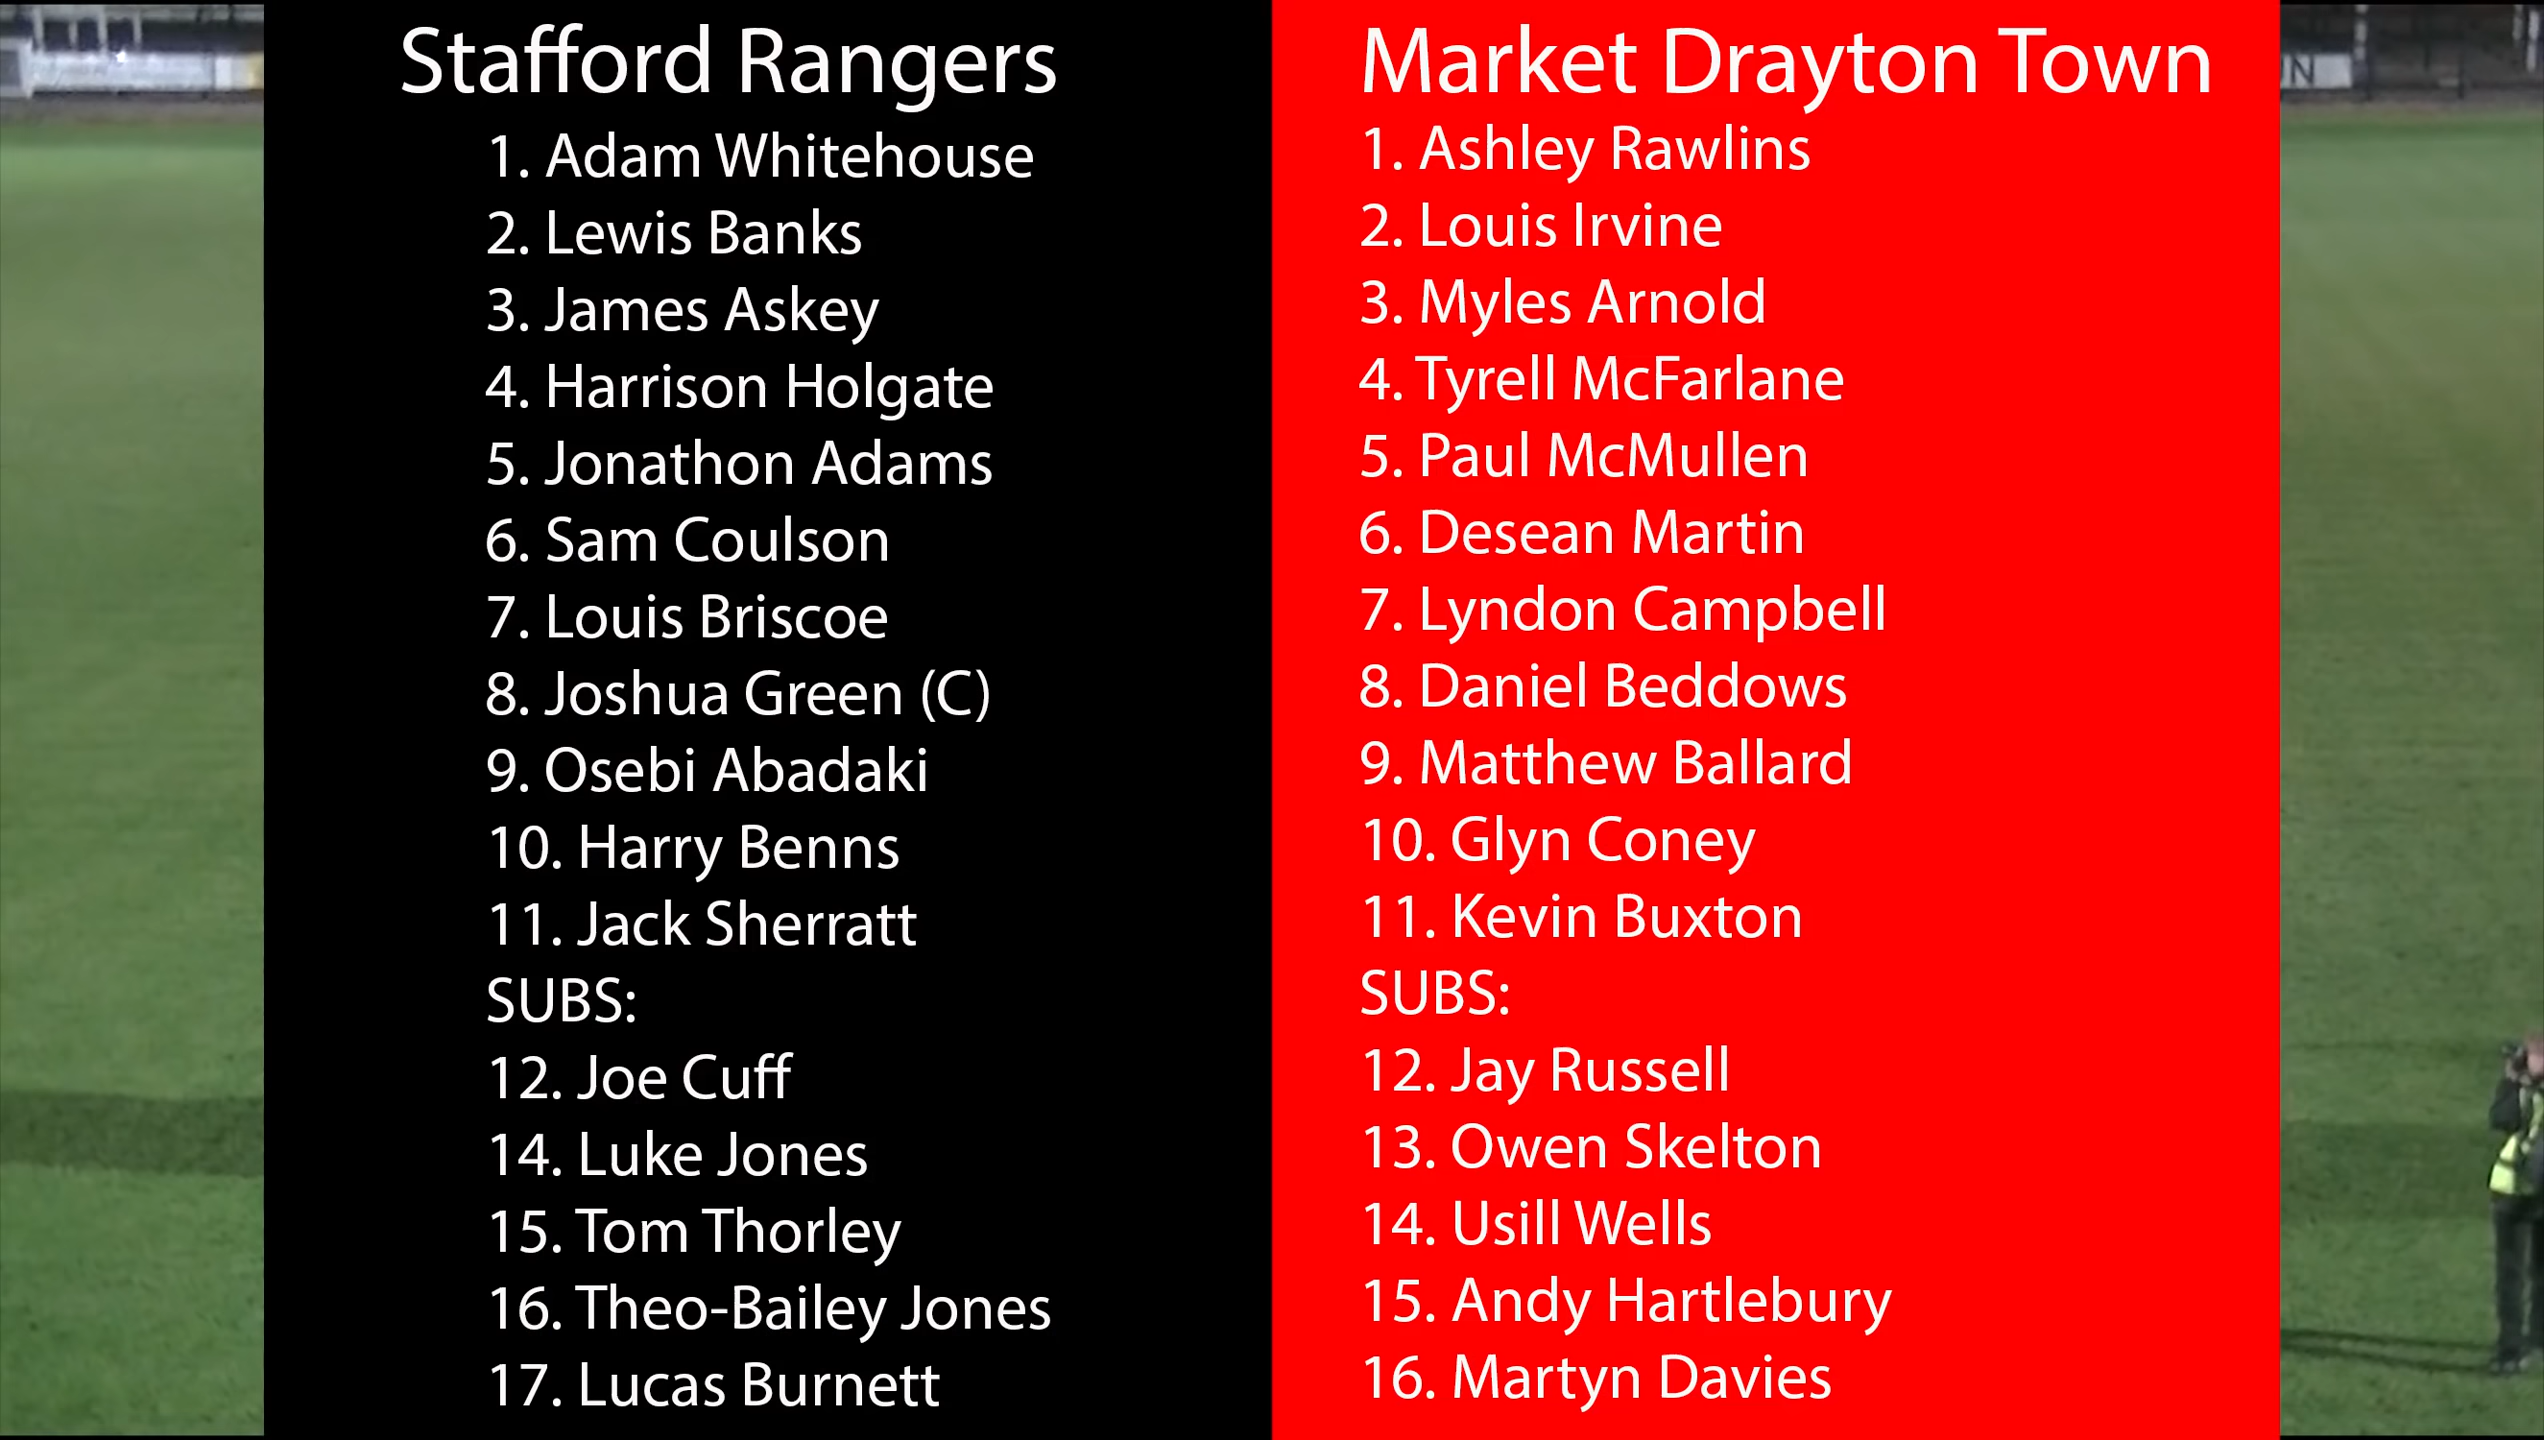 Stafford Rangers
1. Adam Whitehouse
2. Lewis Banks
3. James Askey
4. Harrison Holgate
5. Jonathon Adams
6. Sam Coulson
7. Louis Briscoe
8. Joshua Green (C)
9. Osebi Abadaki
10. Harry Benns
11. Jack Sherratt
SUBS:
12. Joe Cuff
14. Luke Jones
15. Tom Thorley
16. Theo-Bailey Jones
17. Lucas Burnett
Market Drayton Town
1. Ashley Rawlins
2. Louis Irvine
3. Myles Arnold
4. Tyrell McFarlane
5. Paul McMullen
6. Desean Martin
7. Lyndon Campbell
8. Daniel Beddows
9. Matthew Ballard
10. Glyn Coney
11. Kevin Buxton
SUBS:
12. Jay Russell
13. Owen Skelton
14. Usill Wells
15. Andy Hartlebury
16. Martyn Davies